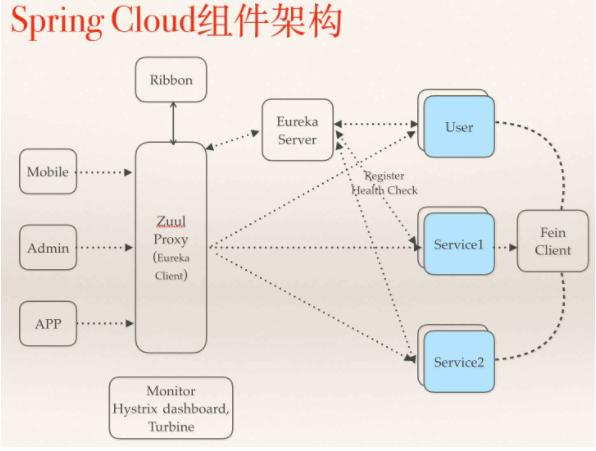 Spring Cloud组件架构
Ribbon
Eureka
Server
User
Mobile
Register
Health Check
Zuul
Proxy
(Eureka
Client)
Admin
Service1
Fein
Client
APP
Service2
Monitor
Hystrix dashboard,
Turbine